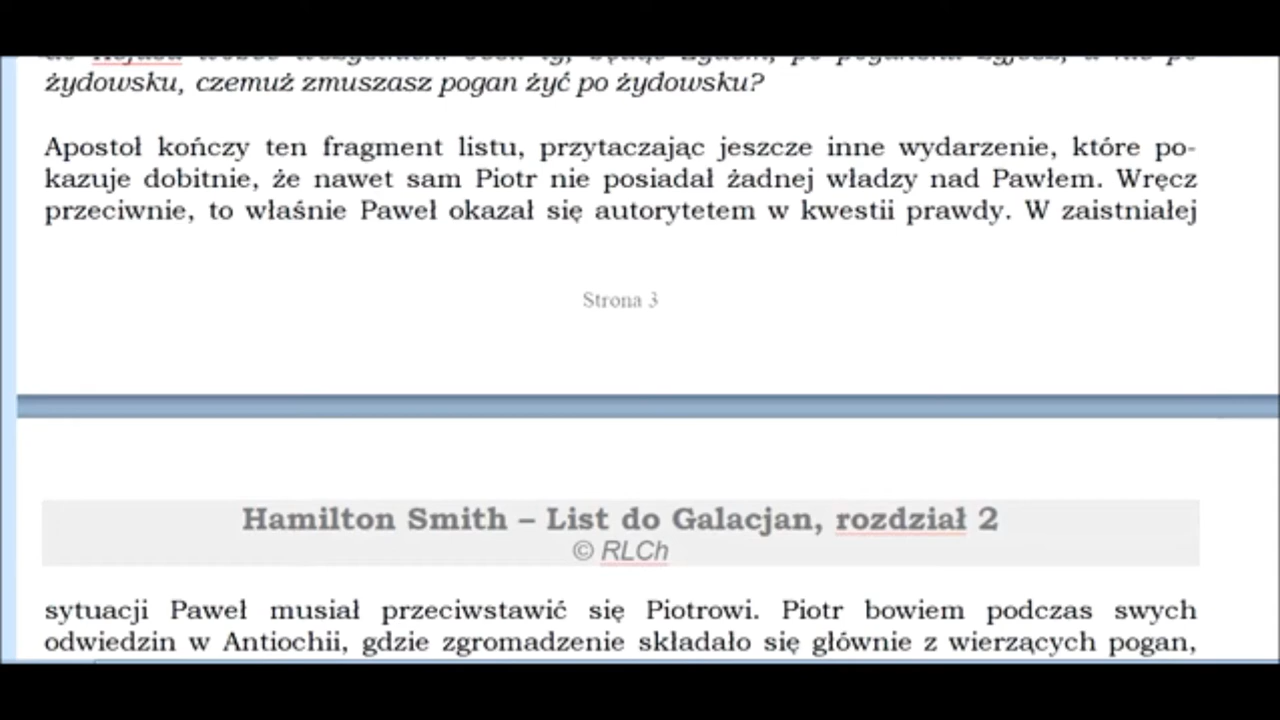 żydowsku, czemuż zmuszasz pogan żyć po żydowsku?
Apostoł kończy ten fragment listu, przytaczając jeszcze inne wydarzenie, które po-
kazuje dobitnie, że nawet sam Piotr nie posiadał żadnej władzy nad Pawłem. Wręcz
przeciwnie, to właśnie Paweł okazał się autorytetem w kwestii prawdy. W zaistniałej
Strona 3
Hamilton Smith – List do Galacjan, rozdział 2
© RLCh
sytuacji Paweł musiał przeciwstawić się Piotrowi. Piotr bowiem podczas swych
odwiedzin w Antiochii, gdzie zgromadzenie składało się głównie z wierzących pogan,